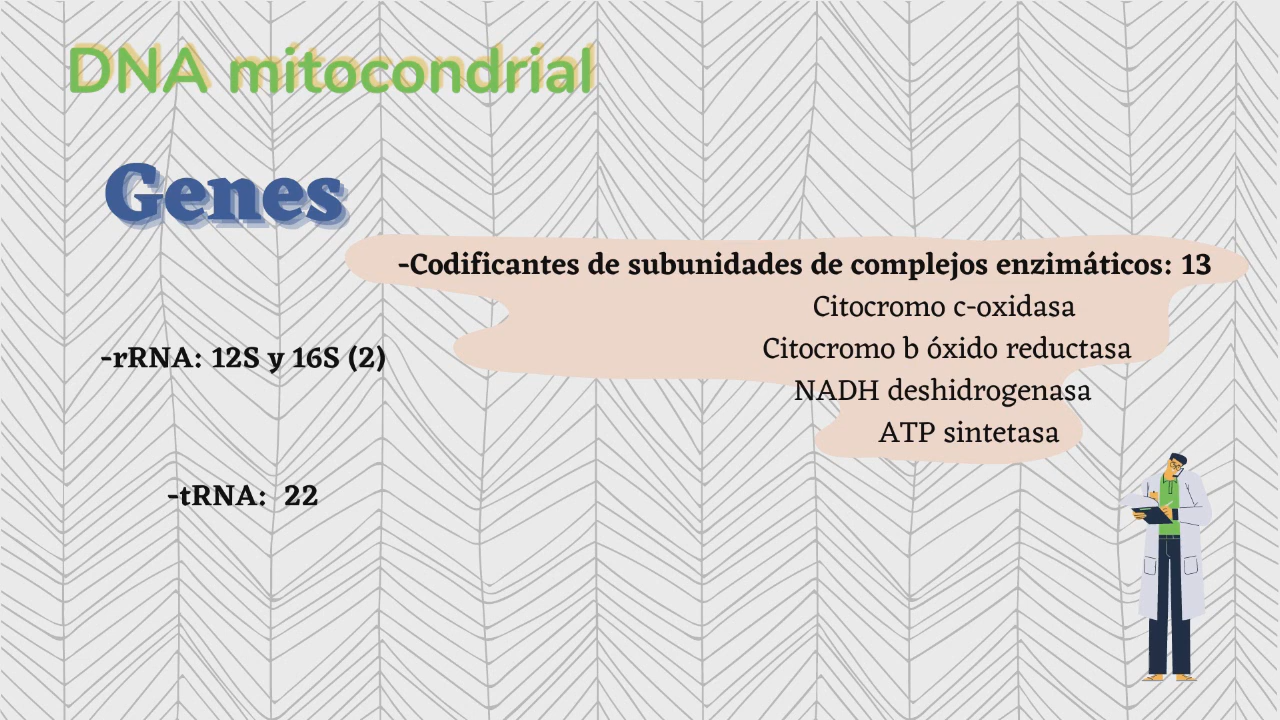 DNA mitocondrial
Genes
-Codificantes de subunidades de complejos enzimáticos: 13
Citocromo c-oxidasa
Citocromo b óxido reductasa
NADH deshidrogenasa
ATP sintetasa
-rRNA: 12S y 16S (2)
-tRNA: 22